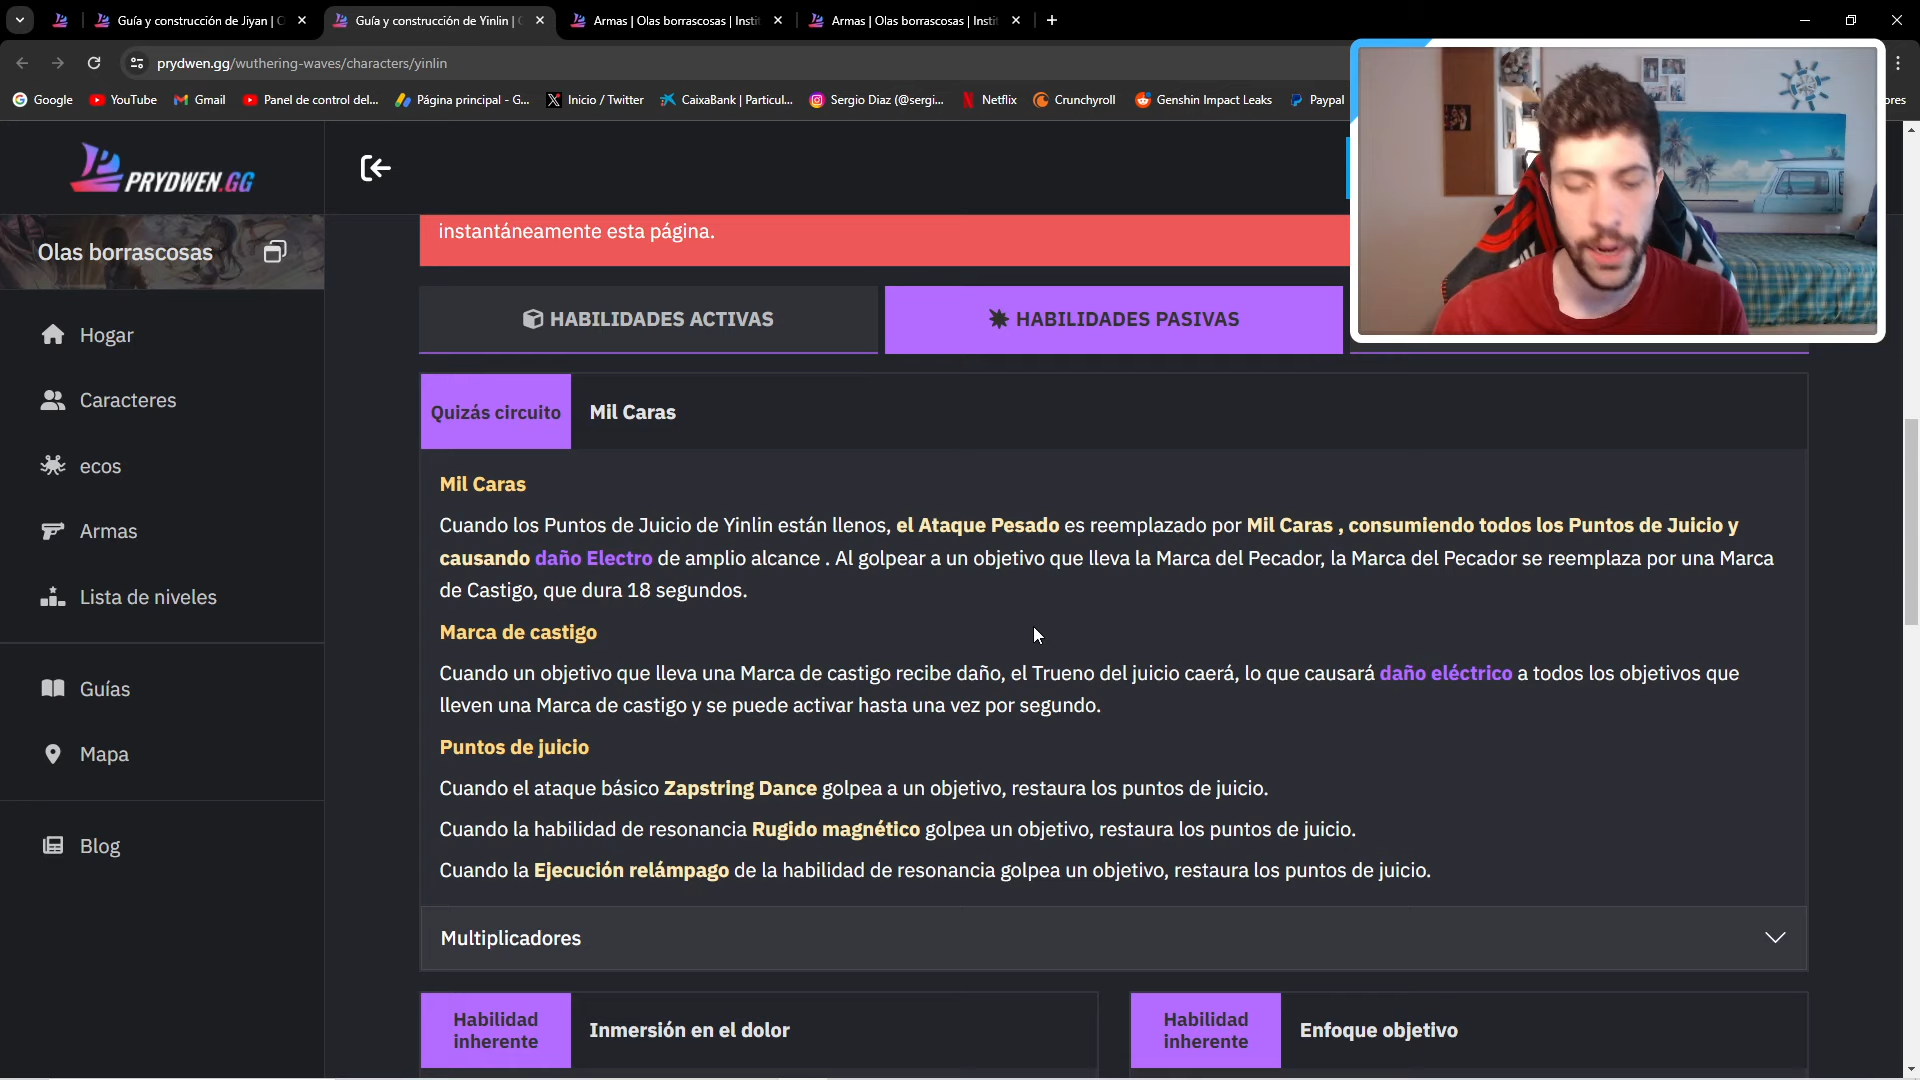 Guía y construcción de Jiyan |
Guía y construcción de Yinlin |
Armas | Olas borrascosas | Instit
Armas | Olas borrascosas | Instit
prydwen.gg/wuthering-waves/characters/yinlin
Google
YouTube
Gmail
Panel de control del...
Página principal - G...
Inicio / Twitter
CaixaBank | Particul...
Sergio Diaz (@sergi...
Netflix
Crunchyroll
Genshin Impact Leaks
Paypal
ores
PRYDWEN.GG
Olas borrascosas
Hogar
Caracteres
ecos
Armas
Lista de niveles
Guías
Mapa
Blog
instantáneamente esta página.
HABILIDADES ACTIVAS
HABILIDADES PASIVAS
Quizás circuito
Mil Caras
Mil Caras
Cuando los Puntos de Juicio de Yinlin están llenos, el Ataque Pesado es reemplazado por Mil Caras , consumiendo todos los Puntos de Juicio y
causando daño Electro de amplio alcance . Al golpear a un objetivo que lleva la Marca del Pecador, la Marca del Pecador se reemplaza por una Marca
de Castigo, que dura 18 segundos.
Marca de castigo
Cuando un objetivo que lleva una Marca de castigo recibe daño, el Trueno del juicio caerá, lo que causará daño eléctrico a todos los objetivos que
lleven una Marca de castigo y se puede activar hasta una vez por segundo.
Puntos de juicio
Cuando el ataque básico Zapstring Dance golpea a un objetivo, restaura los puntos de juicio.
Cuando la habilidad de resonancia Rugido magnético golpea un objetivo, restaura los puntos de juicio.
Cuando la Ejecución relámpago de la habilidad de resonancia golpea un objetivo, restaura los puntos de juicio.
Multiplicadores
Habilidad
inherente
Inmersión en el dolor
Habilidad
inherente
Enfoque objetivo